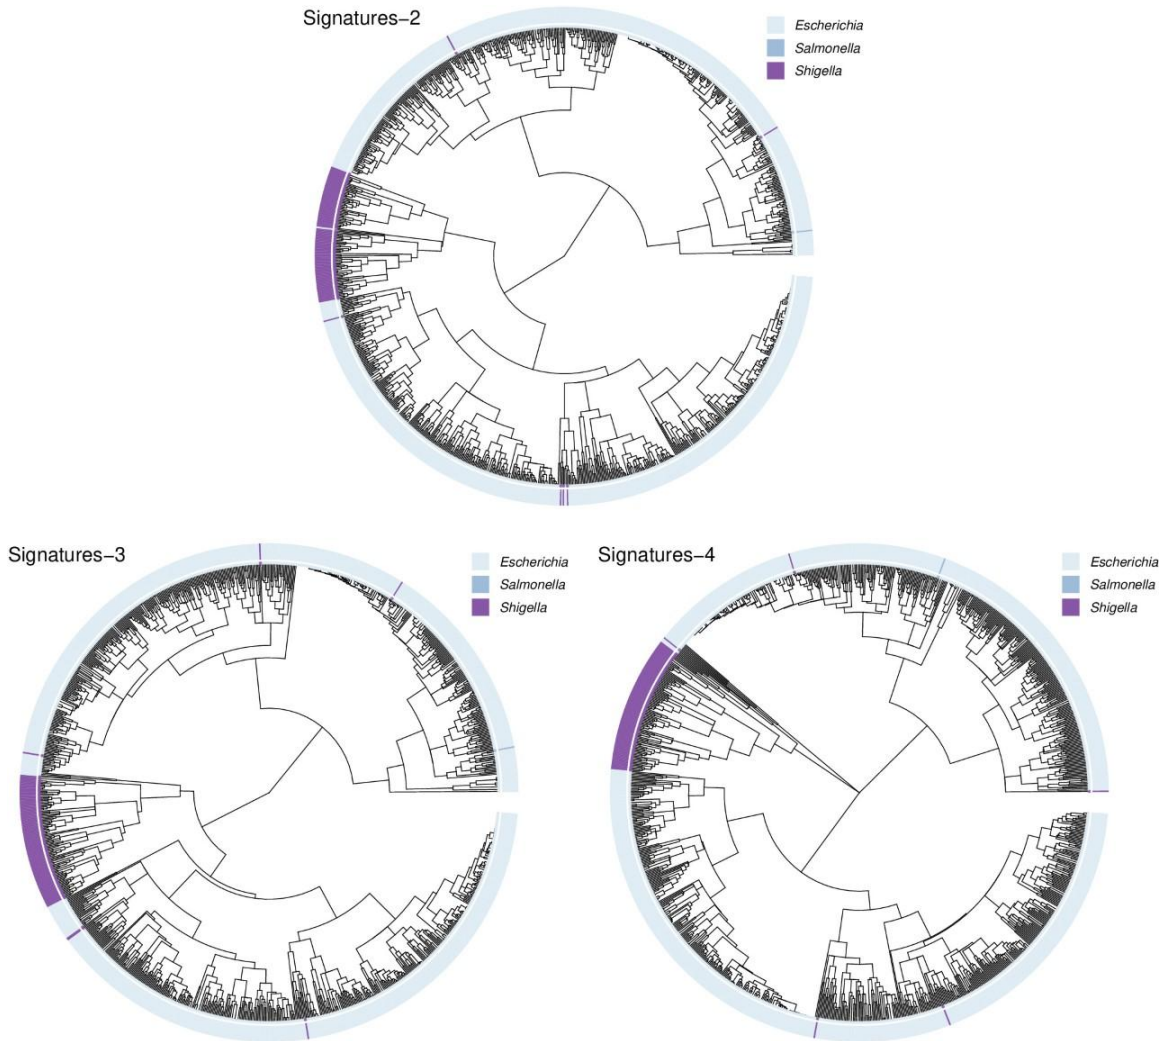 Signatures–2
Escherichia
Salmonella
Shigella
Signatures–3
Escherichia
Salmonella
Shigella
Signatures–4
Escherichia
Salmonella
Shigella